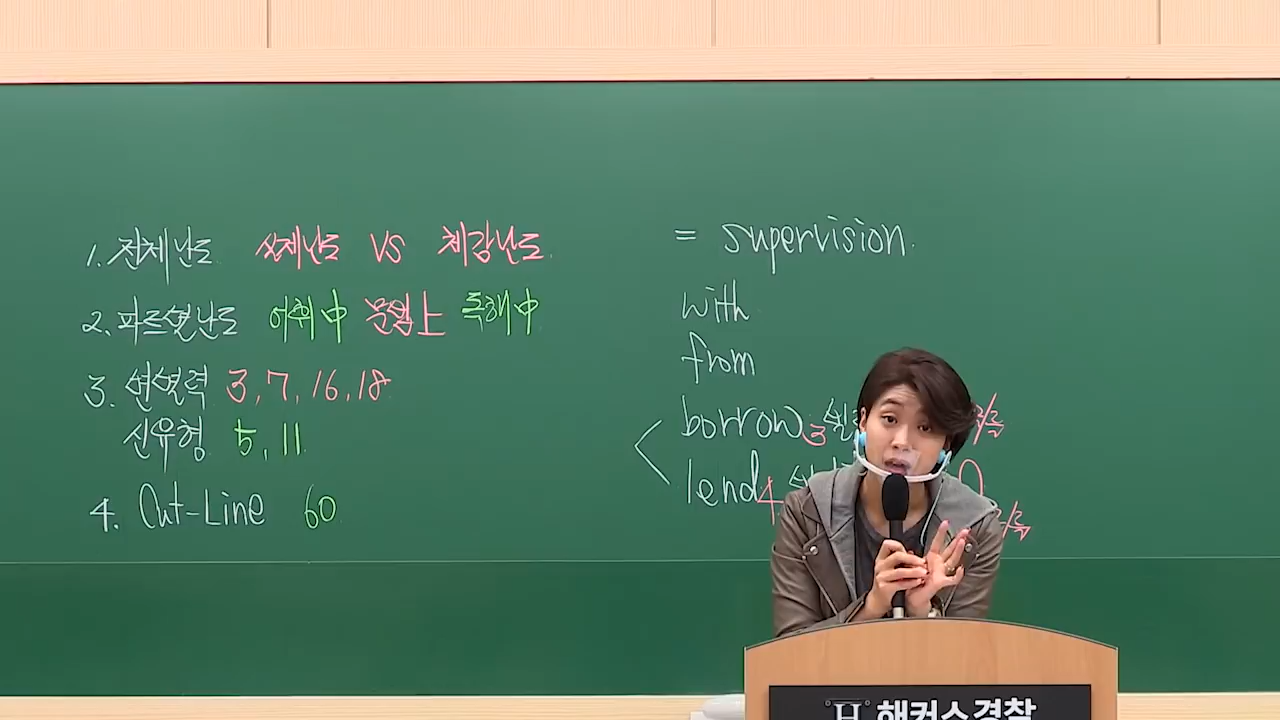 1. 전체난도 실제난도 VS 체감난도
2. 파트별난도 어휘中 문법上 독해中
3. 변별력 3, 7, 16, 18
신유형 5, 11
4. Cut-Line 60
= supervision.
with
from
borrow 3
lend 4
해커스경찰